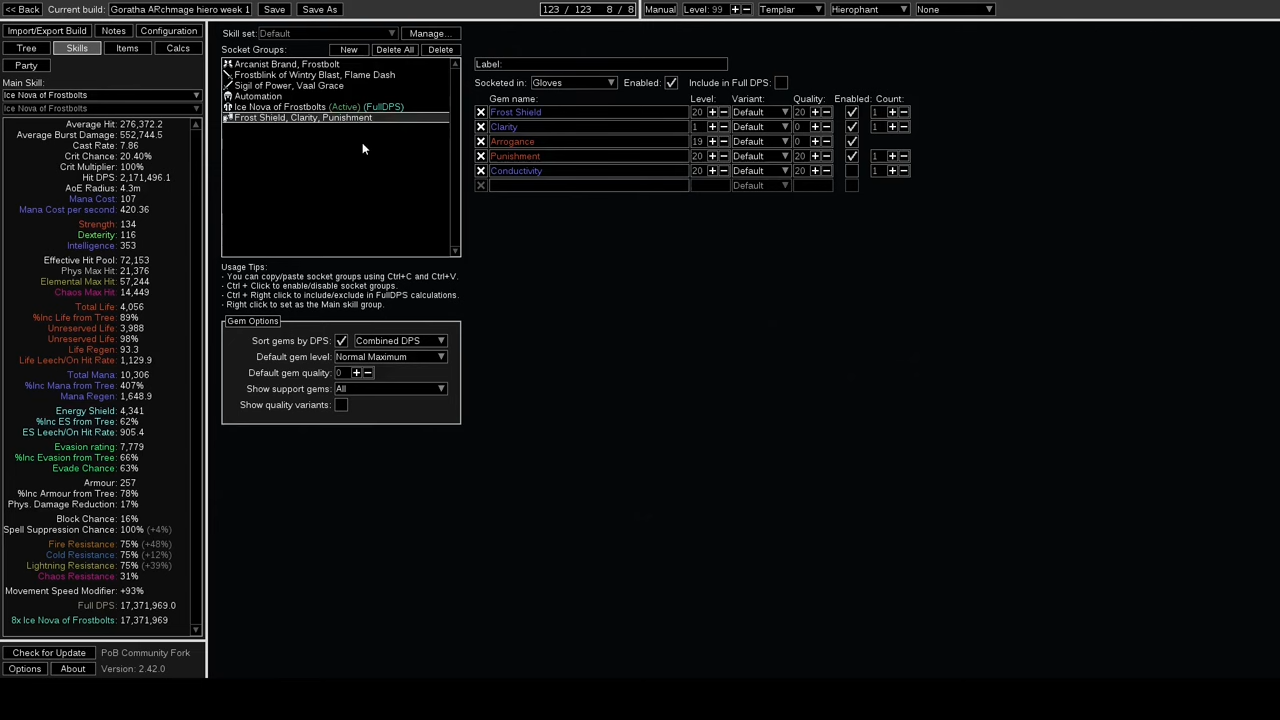 << Back Current build: Goratha ARchmage hiero week 1 Save Save As 123 / 123 8 / 8 Manual Level: 99 + − Templar Hierophant None
Import/Export Build Notes Configuration
Tree Skills Items Calcs
Party
Main Skill:
Ice Nova of Frostbolts
Ice Nova of Frostbolts
Average Hit: 276,372.2
Average Burst Damage: 552,744.5
Cast Rate: 7.86
Crit Chance: 20.40%
Crit Multiplier: 100%
Hit DPS: 2,171,496.1
AoE Radius: 4.3m
Mana Cost: 107
Mana Cost per second: 420.36
Strength: 134
Dexterity: 116
Intelligence: 353
Effective Hit Pool: 72,153
Phys Max Hit: 21,376
Elemental Max Hit: 57,244
Chaos Max Hit: 14,449
Total Life: 4,056
%Inc Life from Tree: 89%
Unreserved Life: 3,988
Unreserved Life: 98%
Life Regen: 93.3
Life Leech/On Hit Rate: 1,129.9
Total Mana: 10,306
%Inc Mana from Tree: 407%
Mana Regen: 1,648.9
Energy Shield: 4,341
%Inc ES from Tree: 62%
ES Leech/On Hit Rate: 905.4
Evasion rating: 7,779
%Inc Evasion from Tree: 66%
Evade Chance: 63%
Armour: 257
%Inc Armour from Tree: 78%
Phys. Damage Reduction: 17%
Block Chance: 16%
Spell Suppression Chance: 100% (+4%)
Fire Resistance: 75% (+48%)
Cold Resistance: 75% (+12%)
Lightning Resistance: 75% (+39%)
Chaos Resistance: 31%
Movement Speed Modifier: +93%
Full DPS: 17,371,969.0
8x Ice Nova of Frostbolts: 17,371,969
Check for Update PoB Community Fork
Options About Version: 2.42.0
Skill set: Default Manage...
Socket Groups: New Delete All Delete
Arcanist Brand, Frostbolt
Frostblink of Wintry Blast, Flame Dash
Sigil of Power, Vaal Grace
Automation
Ice Nova of Frostbolts (Active) (FullDPS)
Frost Shield, Clarity, Punishment
Usage Tips:
- You can copy/paste socket groups using Ctrl+C and Ctrl+V.
- Ctrl + Click to enable/disable socket groups.
- Ctrl + Right click to include/exclude in FullDPS calculations.
- Right click to set as the Main skill group.
Gem Options
Sort gems by DPS: Combined DPS
Default gem level: Normal Maximum
Default gem quality: 0 + −
Show support gems: All
Show quality variants:
Label:
Socketed in: Gloves Enabled: Include in Full DPS:
Gem name: Level: Variant: Quality: Enabled: Count:
Frost Shield 20 + − Default 20 + − 1 + −
Clarity 1 + − Default 0 + − 1 + −
Arrogance 19 + − Default 0 + −
Punishment 20 + − Default 20 + − 1 + −
Conductivity 20 + − Default 20 + − 1 + −
Default